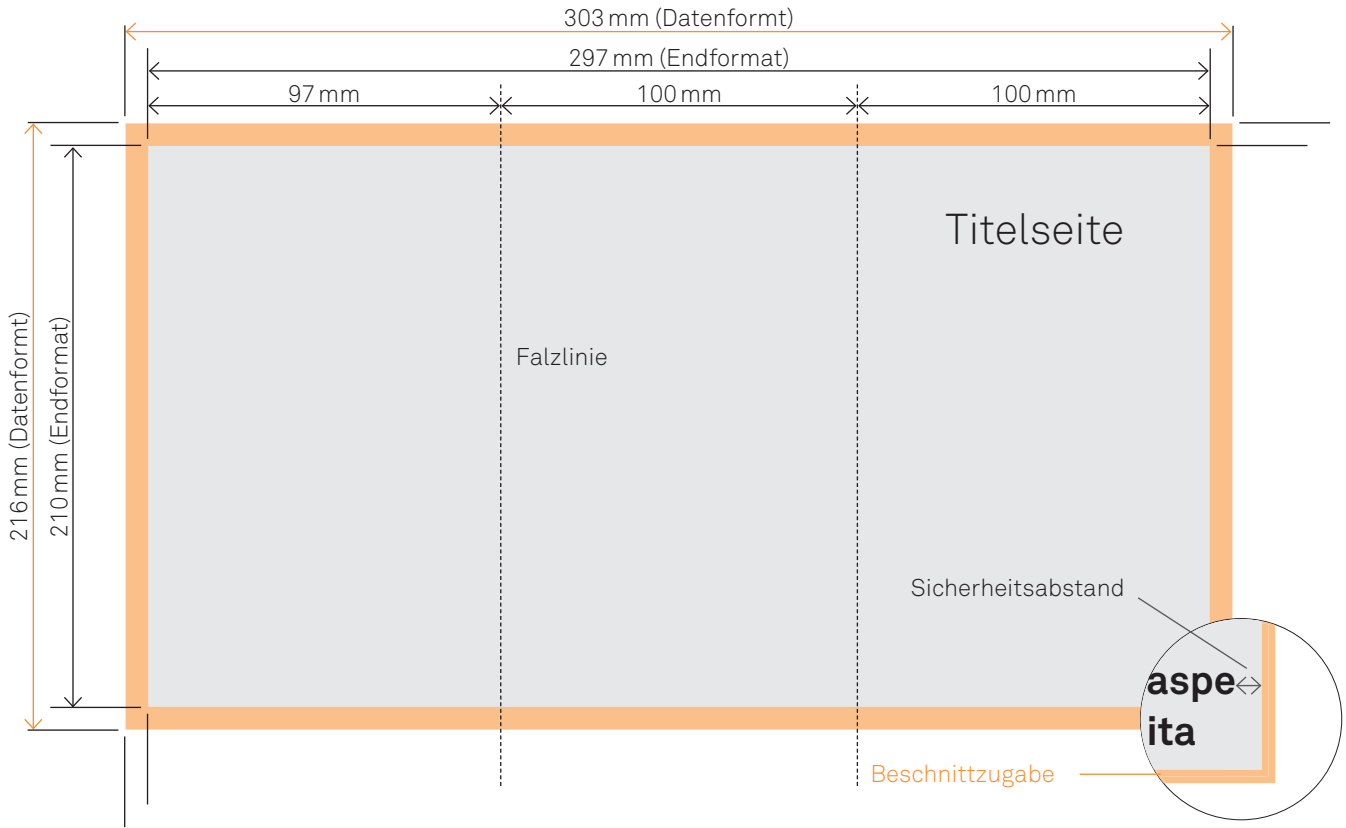 303 mm (Datenformt)
297 mm (Endformat)
97 mm
100 mm
100 mm
Titelseite
216 mm (Datenformt)
210 mm (Endformat)
Falzlinie
Sicherheitsabstand
aspe
ita
Beschnittzugabe